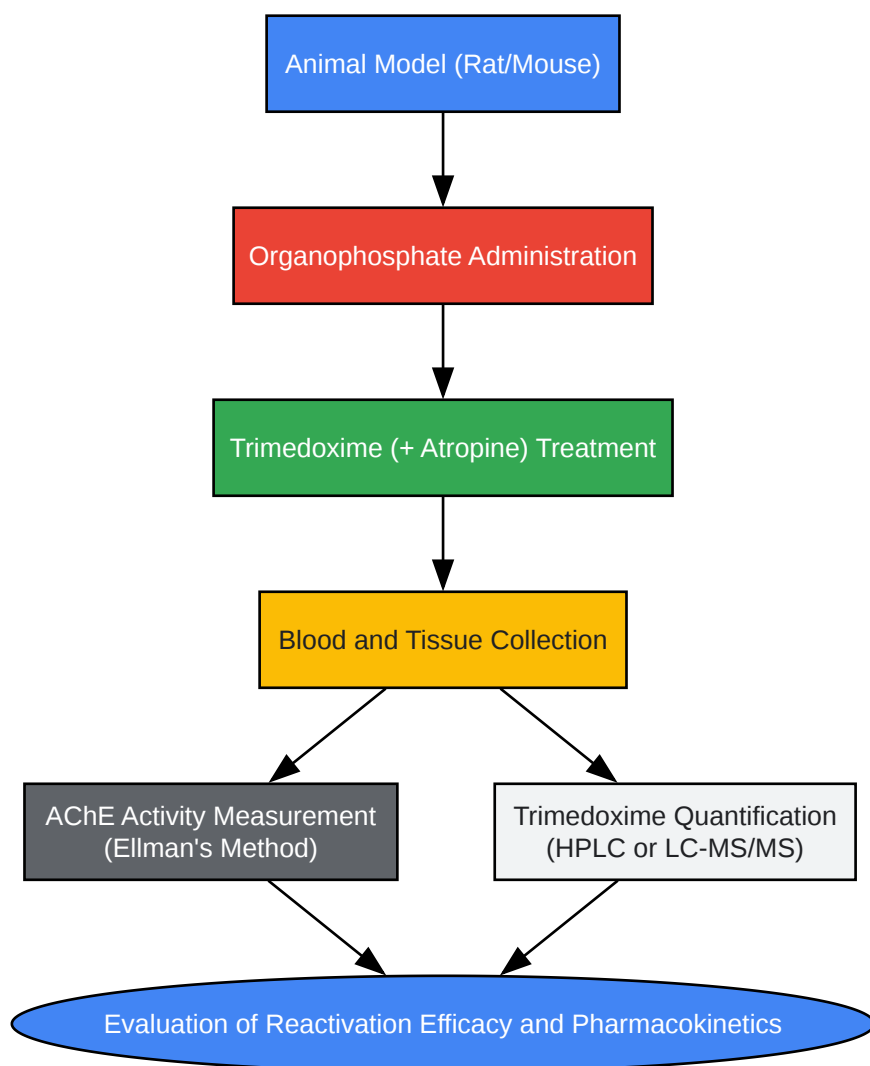 Animal Model (Rat/Mouse)
Organophosphate Administration
Trimedoxime (+ Atropine) Treatment
Blood and Tissue Collection
AChE Activity Measurement
(Ellman's Method)
Trimedoxime Quantification
(HPLC or LC-MS/MS)
Evaluation of Reactivation Efficacy and Pharmacokinetics